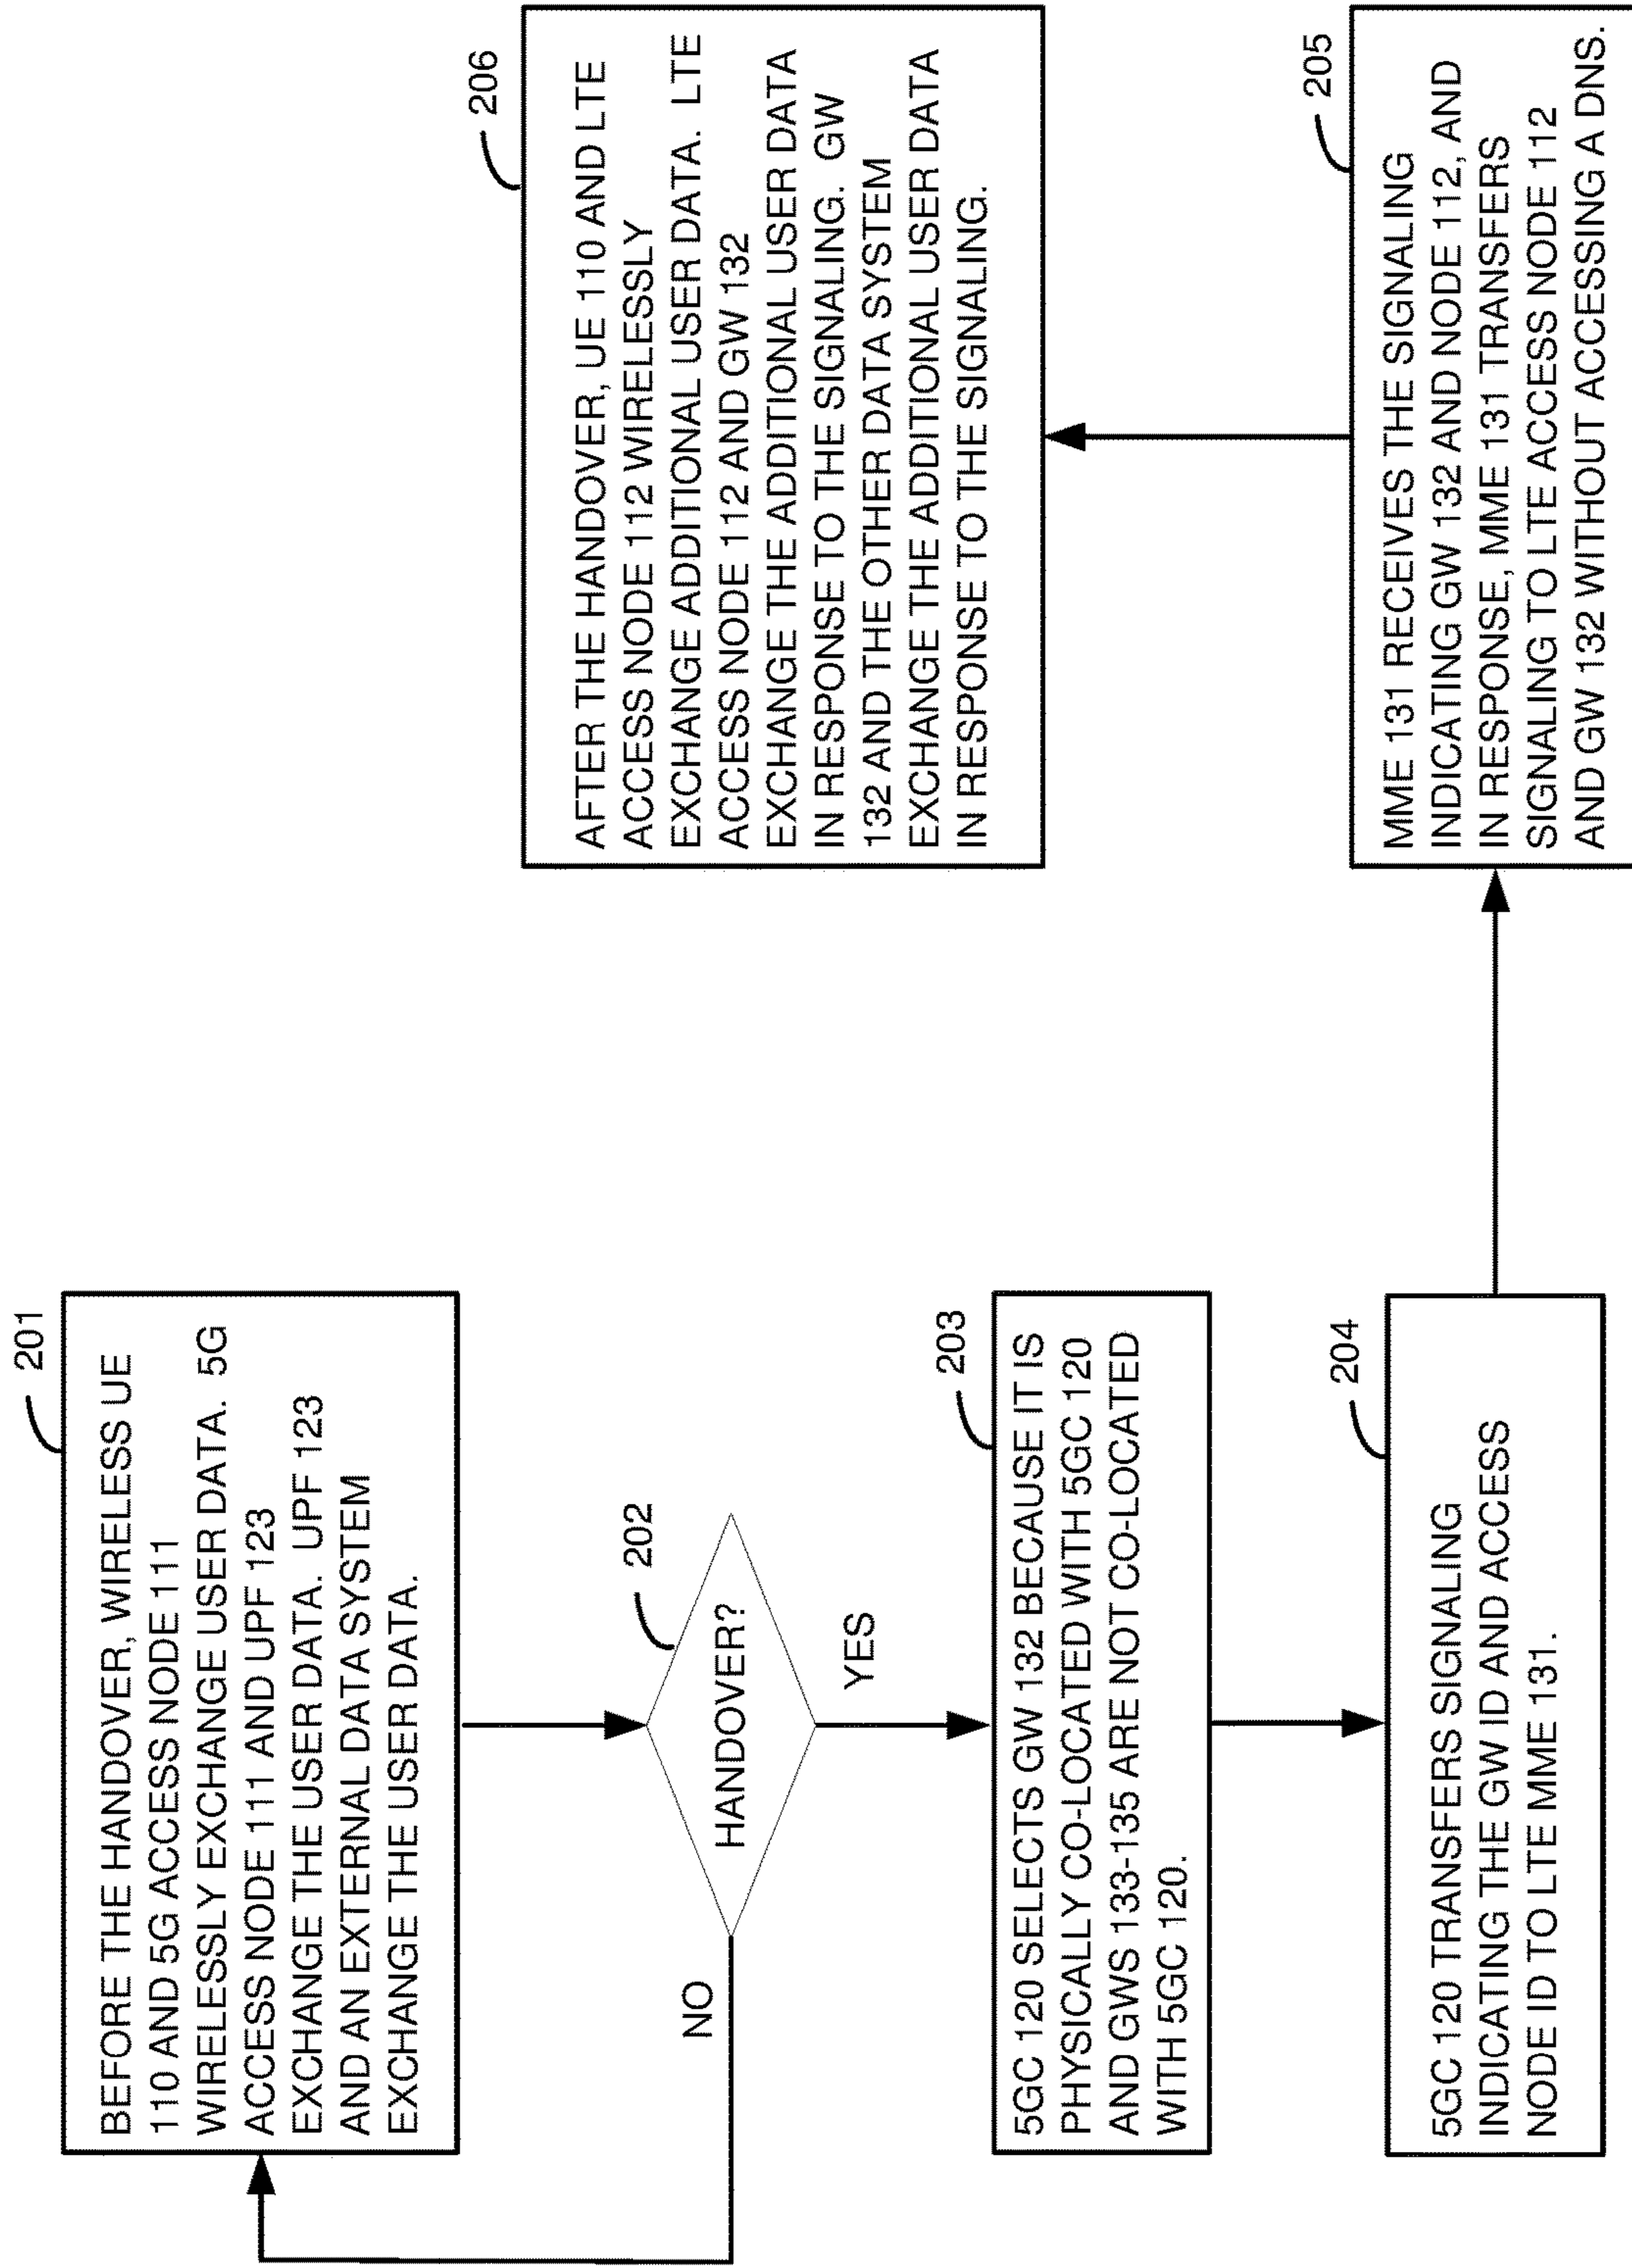 201
BEFORE THE HANDOVER, WIRELESS UE
110 AND 5G ACCESS NODE 111
WIRELESSLY EXCHANGE USER DATA. 5G
ACCESS NODE 111 AND UPF 123
EXCHANGE THE USER DATA. UPF 123
AND AN EXTERNAL DATA SYSTEM
EXCHANGE THE USER DATA.
202
HANDOVER?
NO
YES
203
5GC 120 SELECTS GW 132 BECAUSE IT IS
PHYSICALLY CO-LOCATED WITH 5GC 120
AND GWS 133-135 ARE NOT CO-LOCATED
WITH 5GC 120.
204
5GC 120 TRANSFERS SIGNALING
INDICATING THE GW ID AND ACCESS
NODE ID TO LTE MME 131.
205
MME 131 RECEIVES THE SIGNALING
INDICATING GW 132 AND NODE 112, AND
IN RESPONSE, MME 131 TRANSFERS
SIGNALING TO LTE ACCESS NODE 112
AND GW 132 WITHOUT ACCESSING A DNS.
206
AFTER THE HANDOVER, UE 110 AND LTE
ACCESS NODE 112 WIRELESSLY
EXCHANGE ADDITIONAL USER DATA. LTE
ACCESS NODE 112 AND GW 132
EXCHANGE THE ADDITIONAL USER DATA
IN RESPONSE TO THE SIGNALING. GW
132 AND THE OTHER DATA SYSTEM
EXCHANGE THE ADDITIONAL USER DATA
IN RESPONSE TO THE SIGNALING.